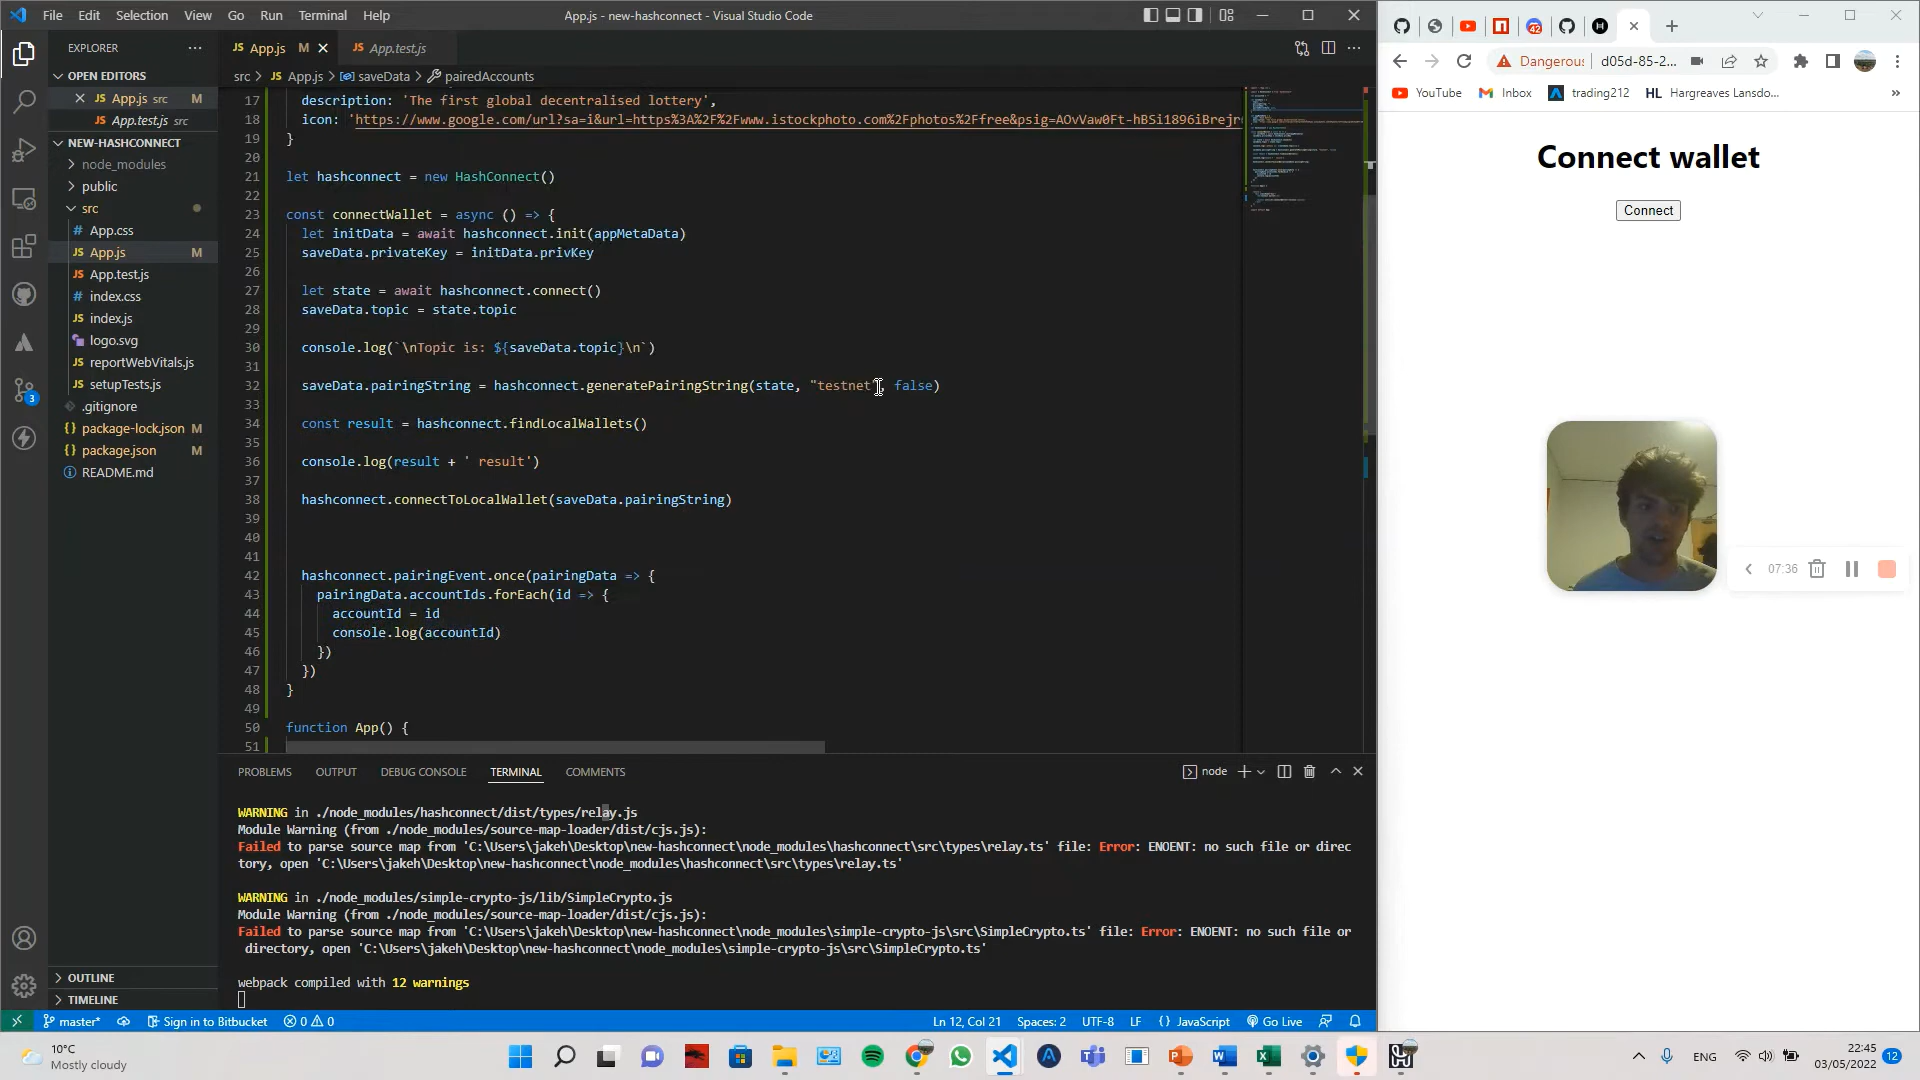 File Edit Selection View Go Run Terminal Help
App.js - new-hashconnect - Visual Studio Code
EXPLORER
OPEN EDITORS
App.js M
App.test.js src
NEW-HASHCONNECT
node_modules
public
src
App.css
App.js M
App.test.js
index.css
index.js
logo.svg
reportWebVitals.js
setupTests.js
.gitignore
package-lock.json M
package.json M
README.md
OUTLINE
TIMELINE
App.js M
App.test.js
src > App.js > saveData > pairedAccounts
17 description: 'The first global decentralised lottery',
18 icon: 'https://www.google.com/url?sa=i&url=https%3A%2F%2Fwww.istockphoto.com%2Fphotos%2Ffree&psig=AOvVaw0Ft-hBSi1896iBrejr
19 }
20
21 let hashconnect = new HashConnect()
22
23 const connectWallet = async () => {
24 let initData = await hashconnect.init(appMetaData)
25 saveData.privateKey = initData.privKey
26
27 let state = await hashconnect.connect()
28 saveData.topic = state.topic
29
30 console.log(`\nTopic is: ${saveData.topic}\n`)
31
32 saveData.pairingString = hashconnect.generatePairingString(state, "testnet", false)
33
34 const result = hashconnect.findLocalWallets()
35
36 console.log(result + ' result')
37
38 hashconnect.connectToLocalWallet(saveData.pairingString)
39
40
41
42 hashconnect.pairingEvent.once(pairingData => {
43 pairingData.accountIds.forEach(id => {
44 accountId = id
45 console.log(accountId)
46 })
47 })
48 }
49
50 function App() {
51
PROBLEMS OUTPUT DEBUG CONSOLE TERMINAL COMMENTS
node
WARNING in ./node_modules/hashconnect/dist/types/relay.js
Module Warning (from ./node_modules/source-map-loader/dist/cjs.js):
Failed to parse source map from 'C:\Users\jakeh\Desktop\new-hashconnect\node_modules\hashconnect\src\types\relay.ts' file: Error: ENOENT: no such file or direc
tory, open 'C:\Users\jakeh\Desktop\new-hashconnect\node_modules\hashconnect\src\types\relay.ts'
WARNING in ./node_modules/simple-crypto-js/lib/SimpleCrypto.js
Module Warning (from ./node_modules/source-map-loader/dist/cjs.js):
Failed to parse source map from 'C:\Users\jakeh\Desktop\new-hashconnect\node_modules\simple-crypto-js\src\SimpleCrypto.ts' file: Error: ENOENT: no such file or
directory, open 'C:\Users\jakeh\Desktop\new-hashconnect\node_modules\simple-crypto-js\src\SimpleCrypto.ts'
webpack compiled with 12 warnings
master* Sign in to Bitbucket 0 0
Ln 12, Col 21 Spaces: 2 UTF-8 LF {} JavaScript Go Live
Dangerous d05d-85-2...
YouTube Inbox trading212 HL Hargreaves Lansdo... »
Connect wallet
Connect
07:36
10°C
Mostly cloudy
ENG
22:45
03/05/2022
12